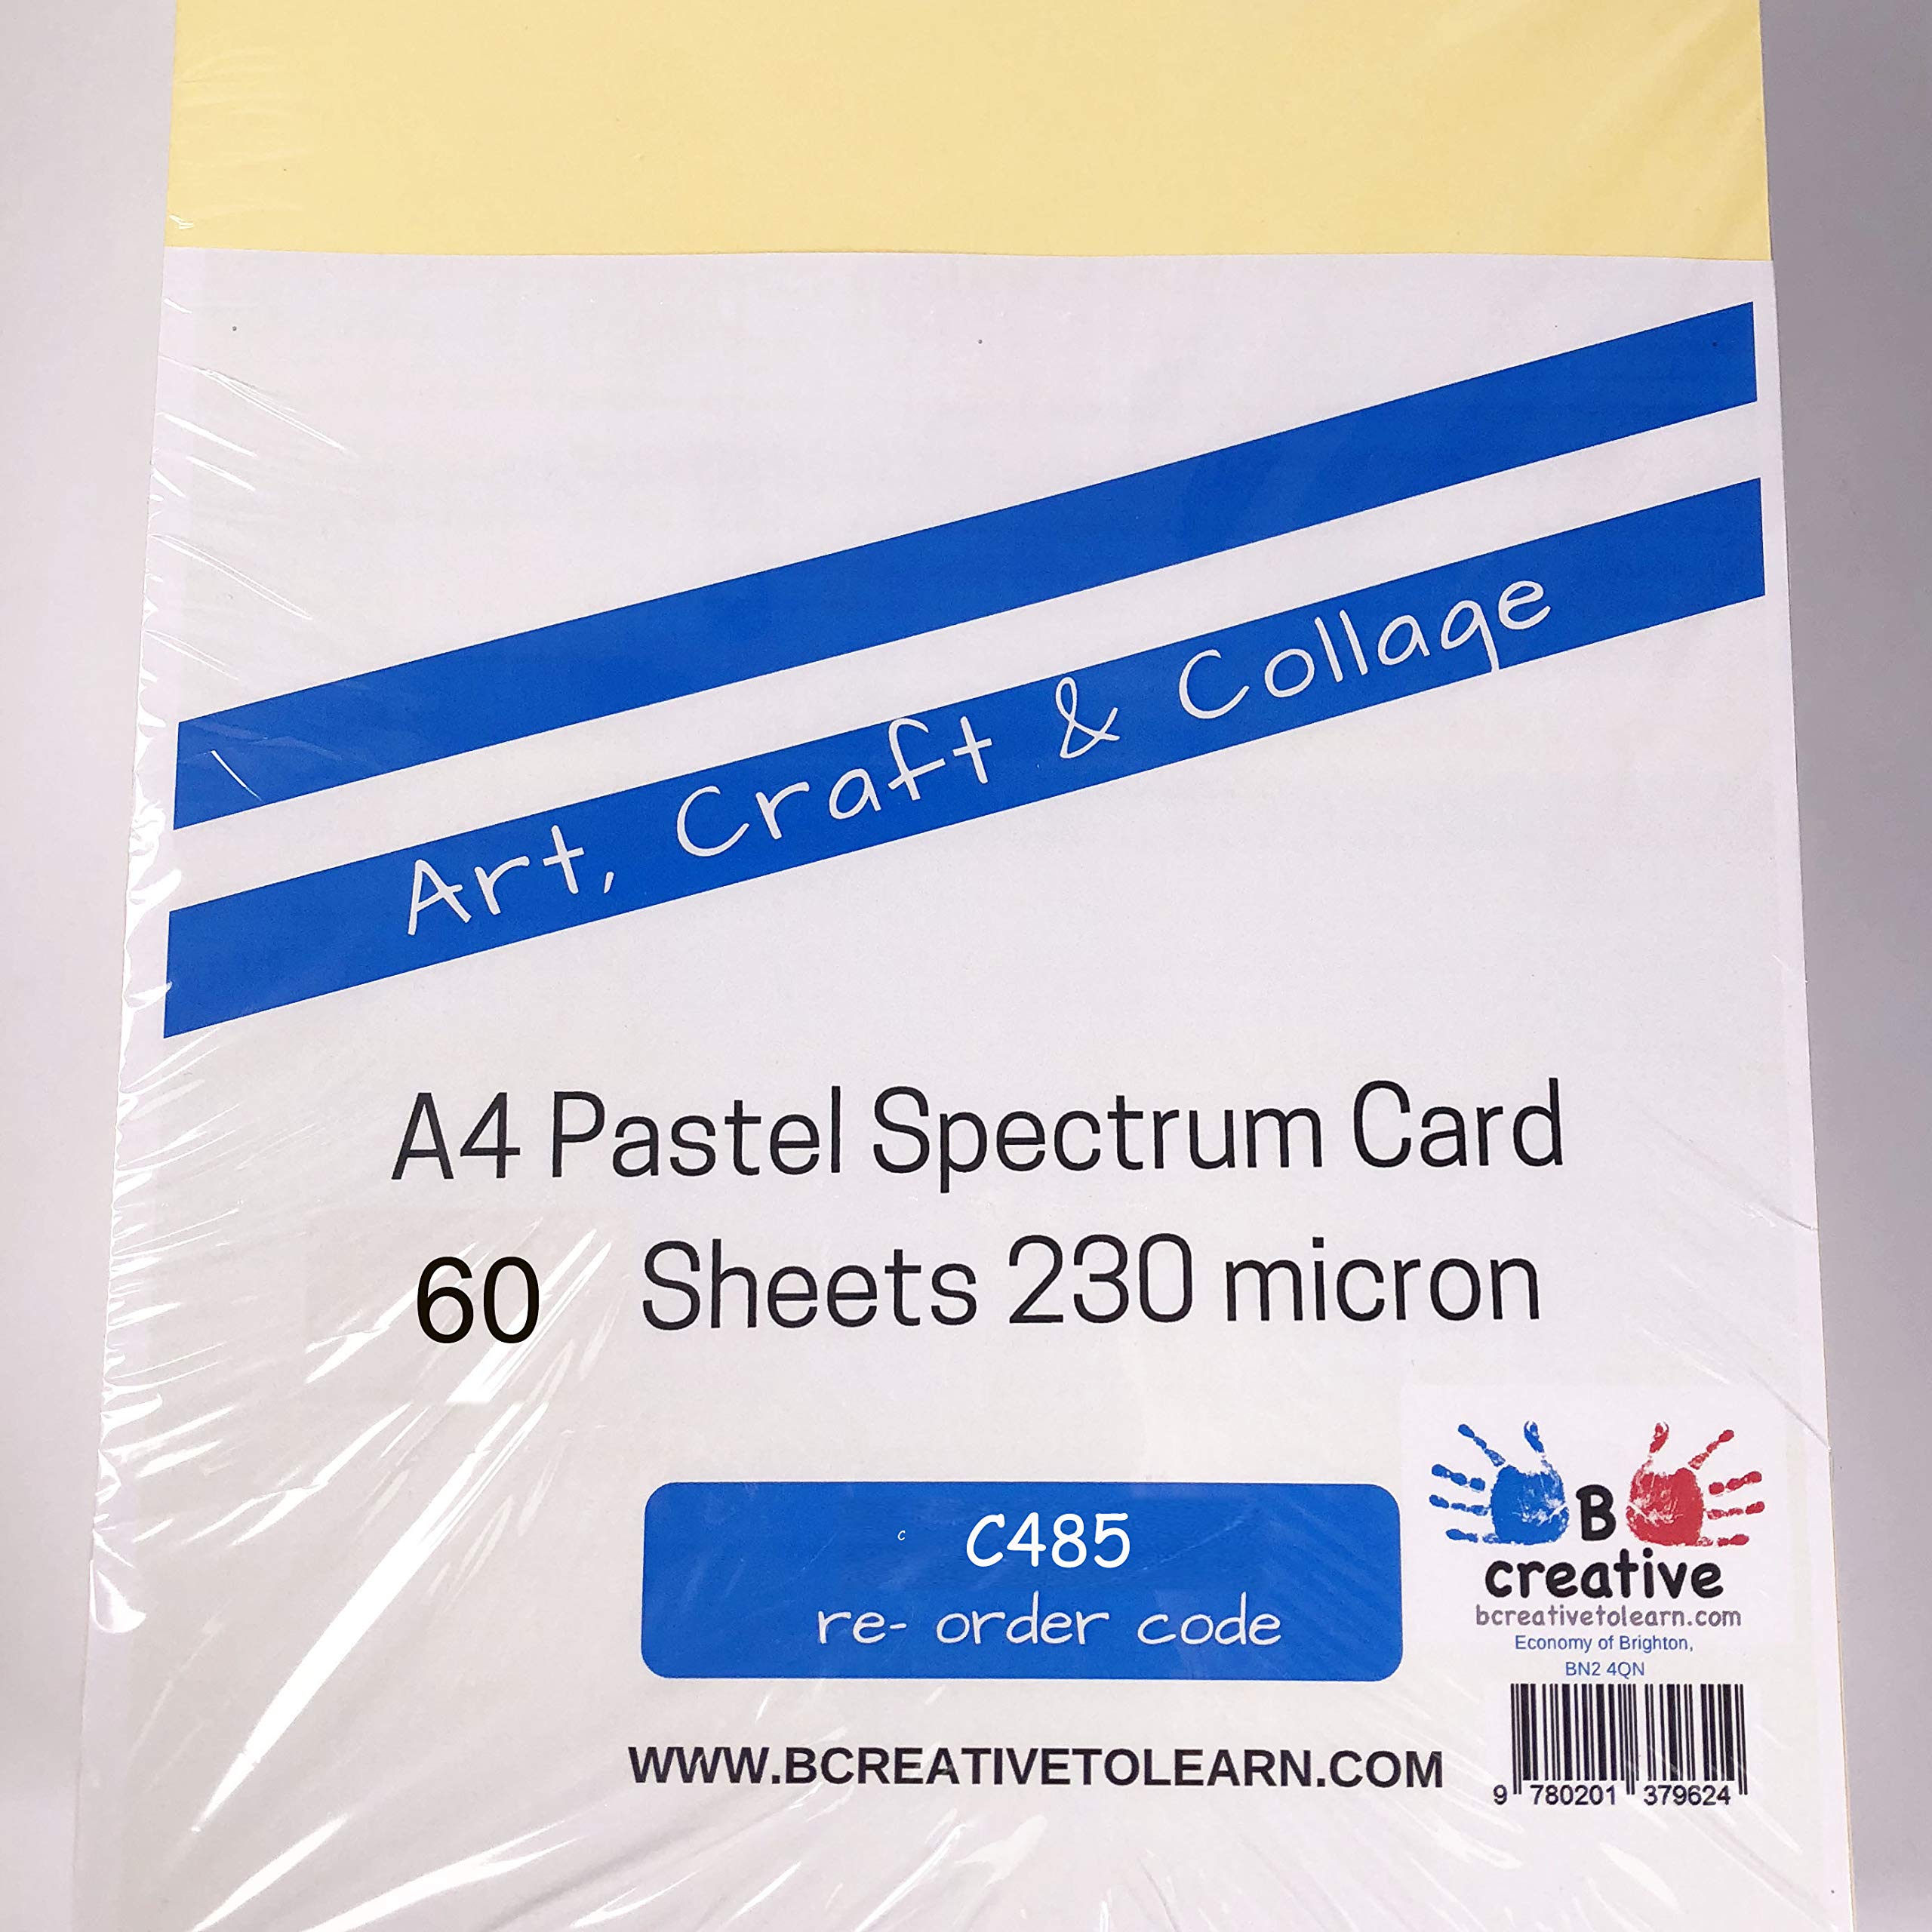 Art, Craft & Collage
A4 Pastel Spectrum Card
60 Sheets 230 micron
c C485
re- order code
B
creative
bcreativetolearn.com
Economy of Brighton,
BN2 4QN
WWW.BCREATIVETOLEARN.COM
9 780201 379624